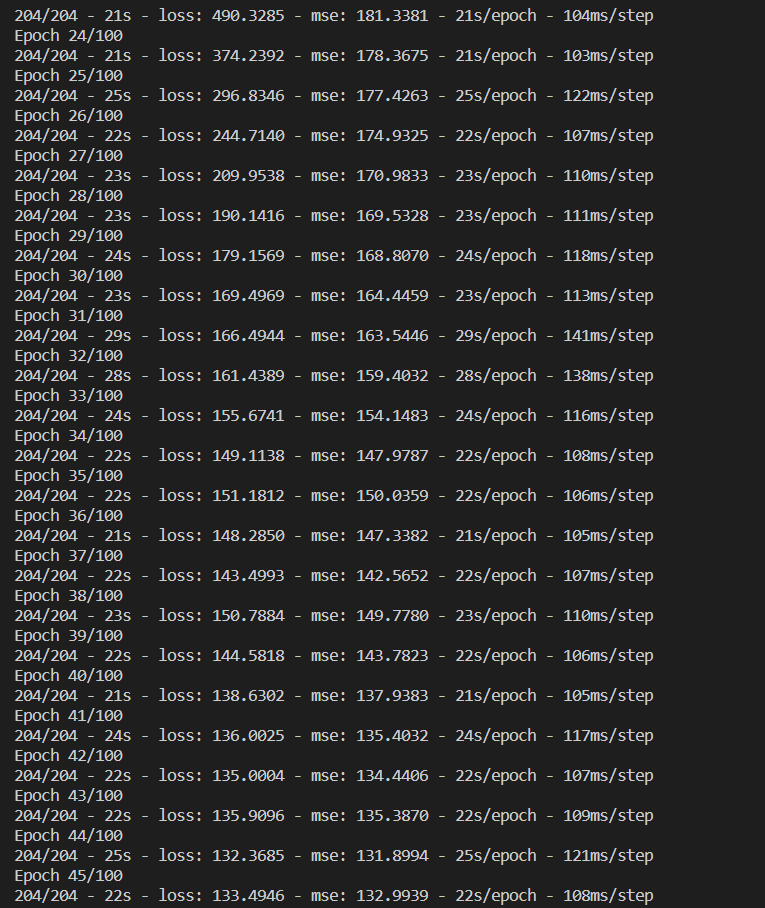 204/204 - 21s - loss: 490.3285 - mse: 181.3381 - 21s/epoch - 104ms/step
Epoch 24/100
204/204 - 21s - loss: 374.2392 - mse: 178.3675 - 21s/epoch - 103ms/step
Epoch 25/100
204/204 - 25s - loss: 296.8346 - mse: 177.4263 - 25s/epoch - 122ms/step
Epoch 26/100
204/204 - 22s - loss: 244.7140 - mse: 174.9325 - 22s/epoch - 107ms/step
Epoch 27/100
204/204 - 23s - loss: 209.9538 - mse: 170.9833 - 23s/epoch - 110ms/step
Epoch 28/100
204/204 - 23s - loss: 190.1416 - mse: 169.5328 - 23s/epoch - 111ms/step
Epoch 29/100
204/204 - 24s - loss: 179.1569 - mse: 168.8070 - 24s/epoch - 118ms/step
Epoch 30/100
204/204 - 23s - loss: 169.4969 - mse: 164.4459 - 23s/epoch - 113ms/step
Epoch 31/100
204/204 - 29s - loss: 166.4944 - mse: 163.5446 - 29s/epoch - 141ms/step
Epoch 32/100
204/204 - 28s - loss: 161.4389 - mse: 159.4032 - 28s/epoch - 138ms/step
Epoch 33/100
204/204 - 24s - loss: 155.6741 - mse: 154.1483 - 24s/epoch - 116ms/step
Epoch 34/100
204/204 - 22s - loss: 149.1138 - mse: 147.9787 - 22s/epoch - 108ms/step
Epoch 35/100
204/204 - 22s - loss: 151.1812 - mse: 150.0359 - 22s/epoch - 106ms/step
Epoch 36/100
204/204 - 21s - loss: 148.2850 - mse: 147.3382 - 21s/epoch - 105ms/step
Epoch 37/100
204/204 - 22s - loss: 143.4993 - mse: 142.5652 - 22s/epoch - 107ms/step
Epoch 38/100
204/204 - 23s - loss: 150.7884 - mse: 149.7780 - 23s/epoch - 110ms/step
Epoch 39/100
204/204 - 22s - loss: 144.5818 - mse: 143.7823 - 22s/epoch - 106ms/step
Epoch 40/100
204/204 - 21s - loss: 138.6302 - mse: 137.9383 - 21s/epoch - 105ms/step
Epoch 41/100
204/204 - 24s - loss: 136.0025 - mse: 135.4032 - 24s/epoch - 117ms/step
Epoch 42/100
204/204 - 22s - loss: 135.0004 - mse: 134.4406 - 22s/epoch - 107ms/step
Epoch 43/100
204/204 - 22s - loss: 135.9096 - mse: 135.3870 - 22s/epoch - 109ms/step
Epoch 44/100
204/204 - 25s - loss: 132.3685 - mse: 131.8994 - 25s/epoch - 121ms/step
Epoch 45/100
204/204 - 22s - loss: 133.4946 - mse: 132.9939 - 22s/epoch - 108ms/step